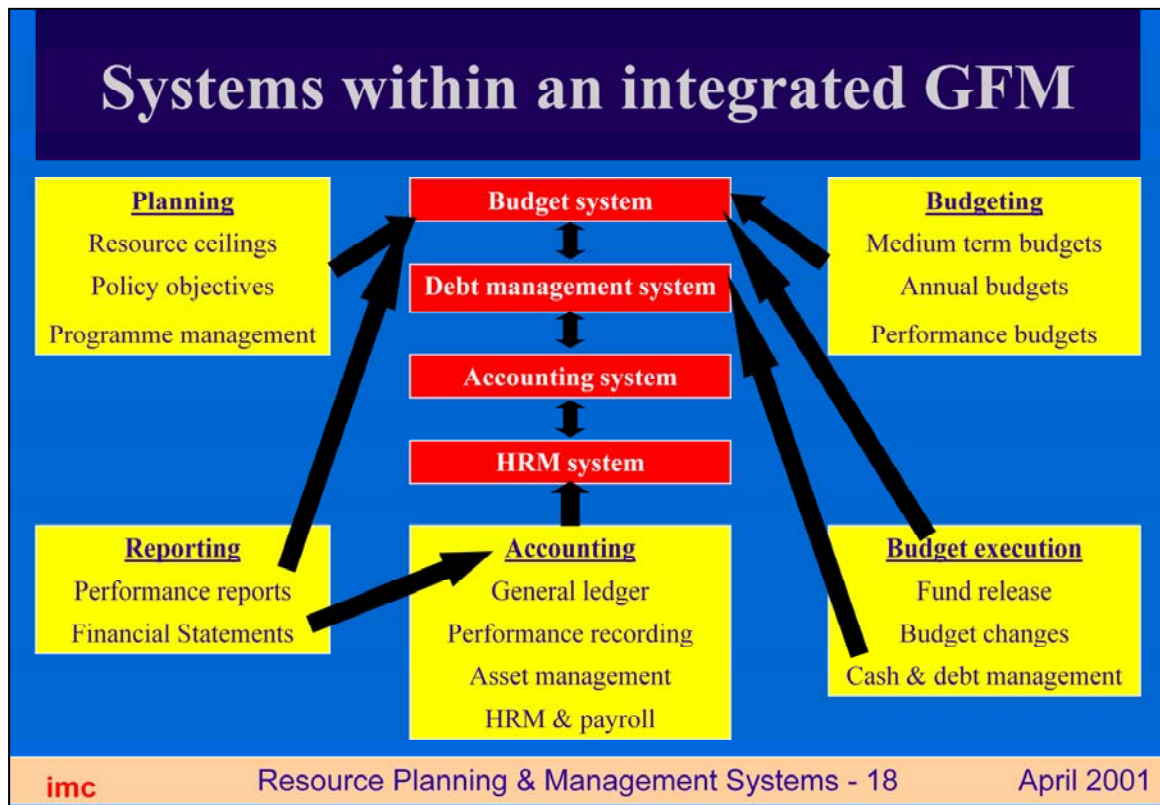 Systems within an integrated GFM
Planning
Resource ceilings
Policy objectives
Programme management
Budget system
Debt management system
Accounting system
HRM system
Budgeting
Medium term budgets
Annual budgets
Performance budgets
Reporting
Performance reports
Financial Statements
Accounting
General ledger
Performance recording
Asset management
HRM & payroll
Budget execution
Fund release
Budget changes
Cash & debt management
imc
Resource Planning & Management Systems - 18
April 2001